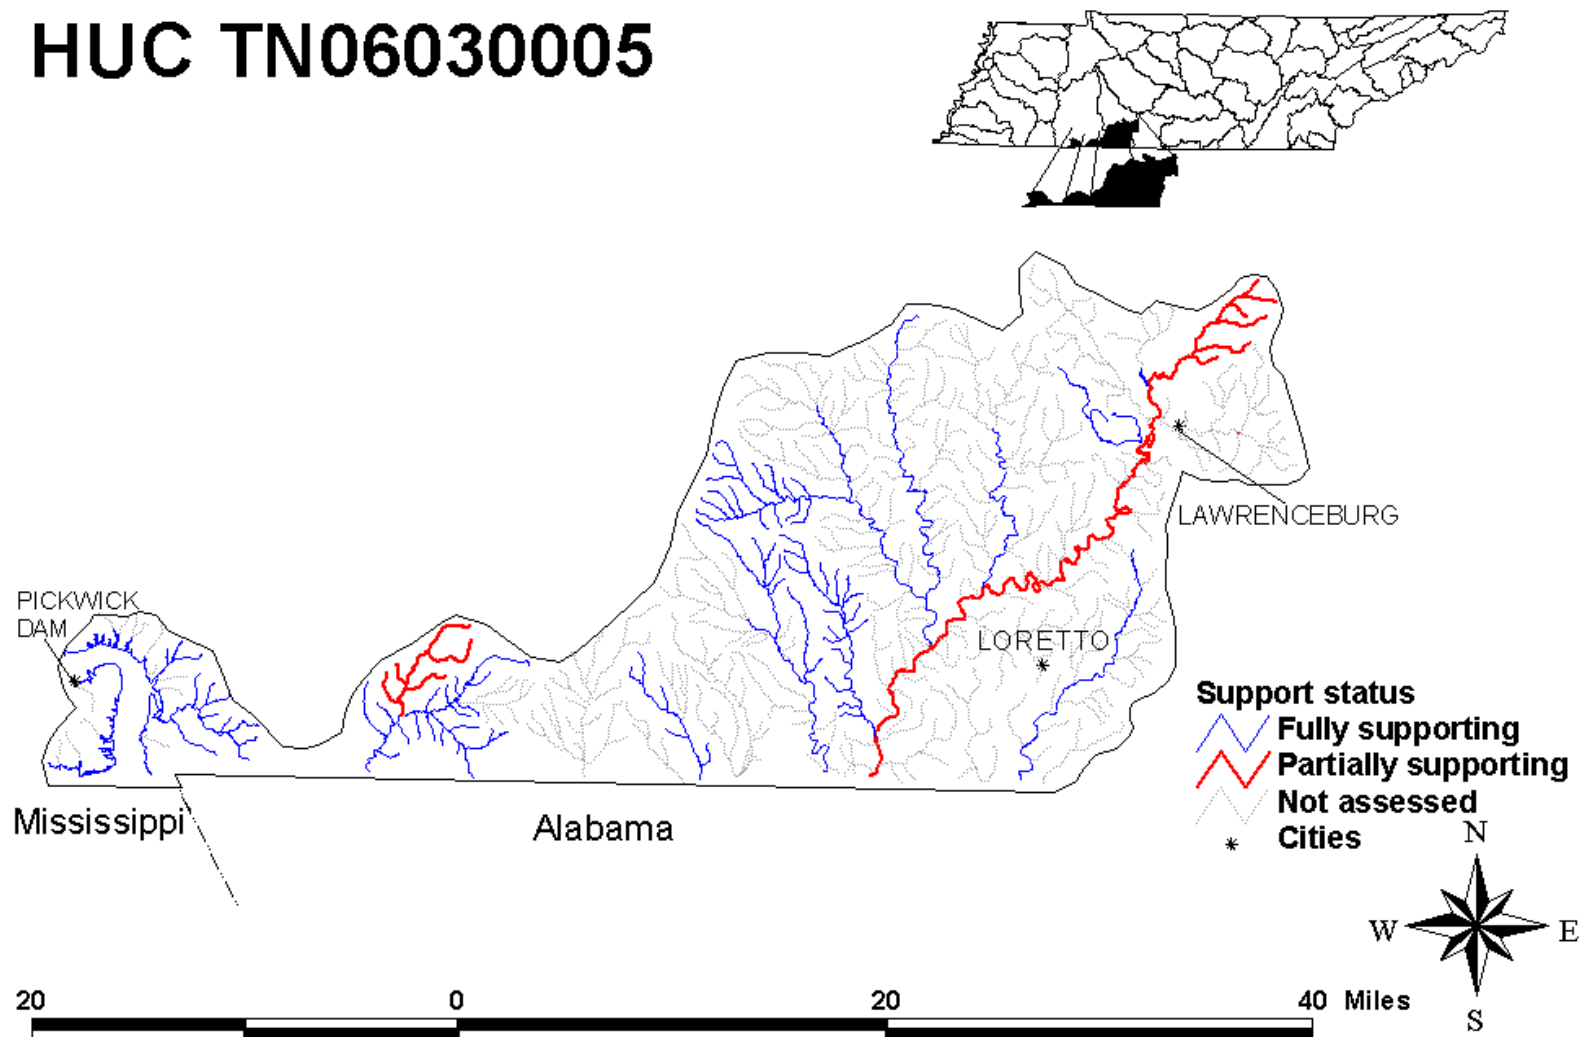 HUC TN06030005
PICKWICK
DAM
LAWRENCEBURG
LORETTO
Support status
Fully supporting
Partially supporting
Not assessed
Cities
Mississippi
Alabama
N
W
E
S
20 0 20 40 Miles